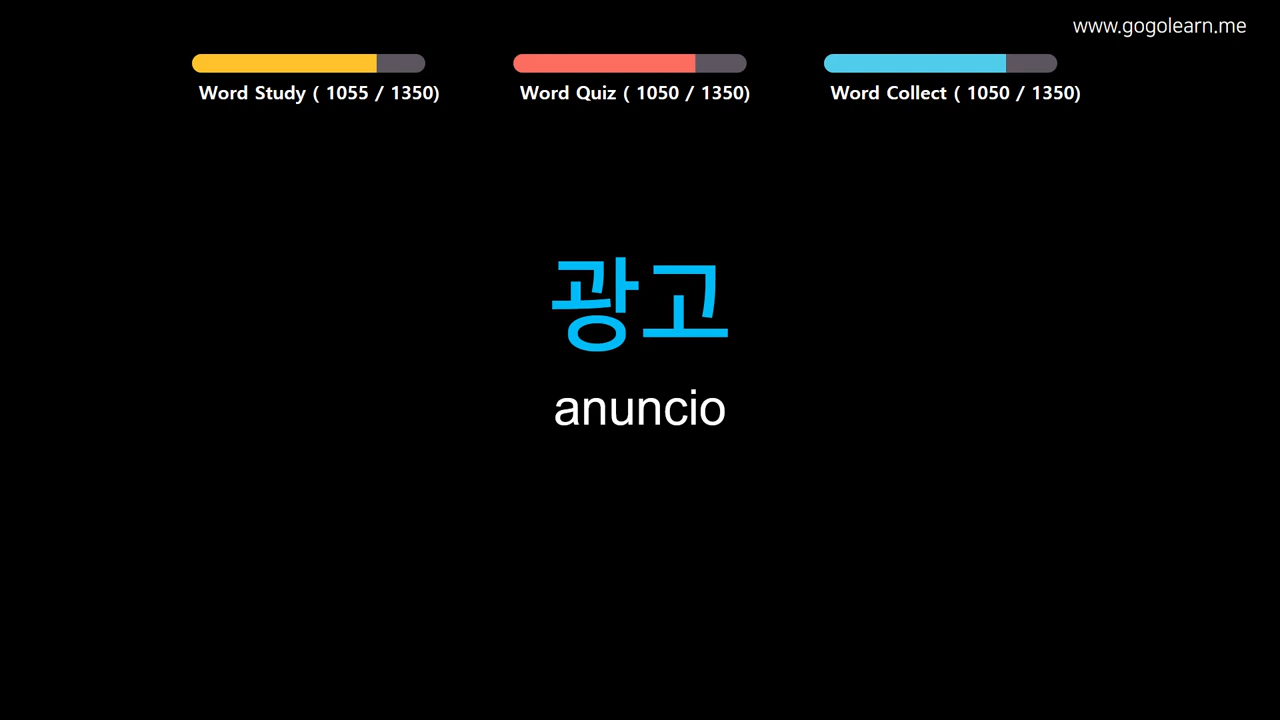 www.gogolearn.me
Word Study ( 1055 / 1350)
Word Quiz ( 1050 / 1350)
Word Collect ( 1050 / 1350)
광고
anuncio